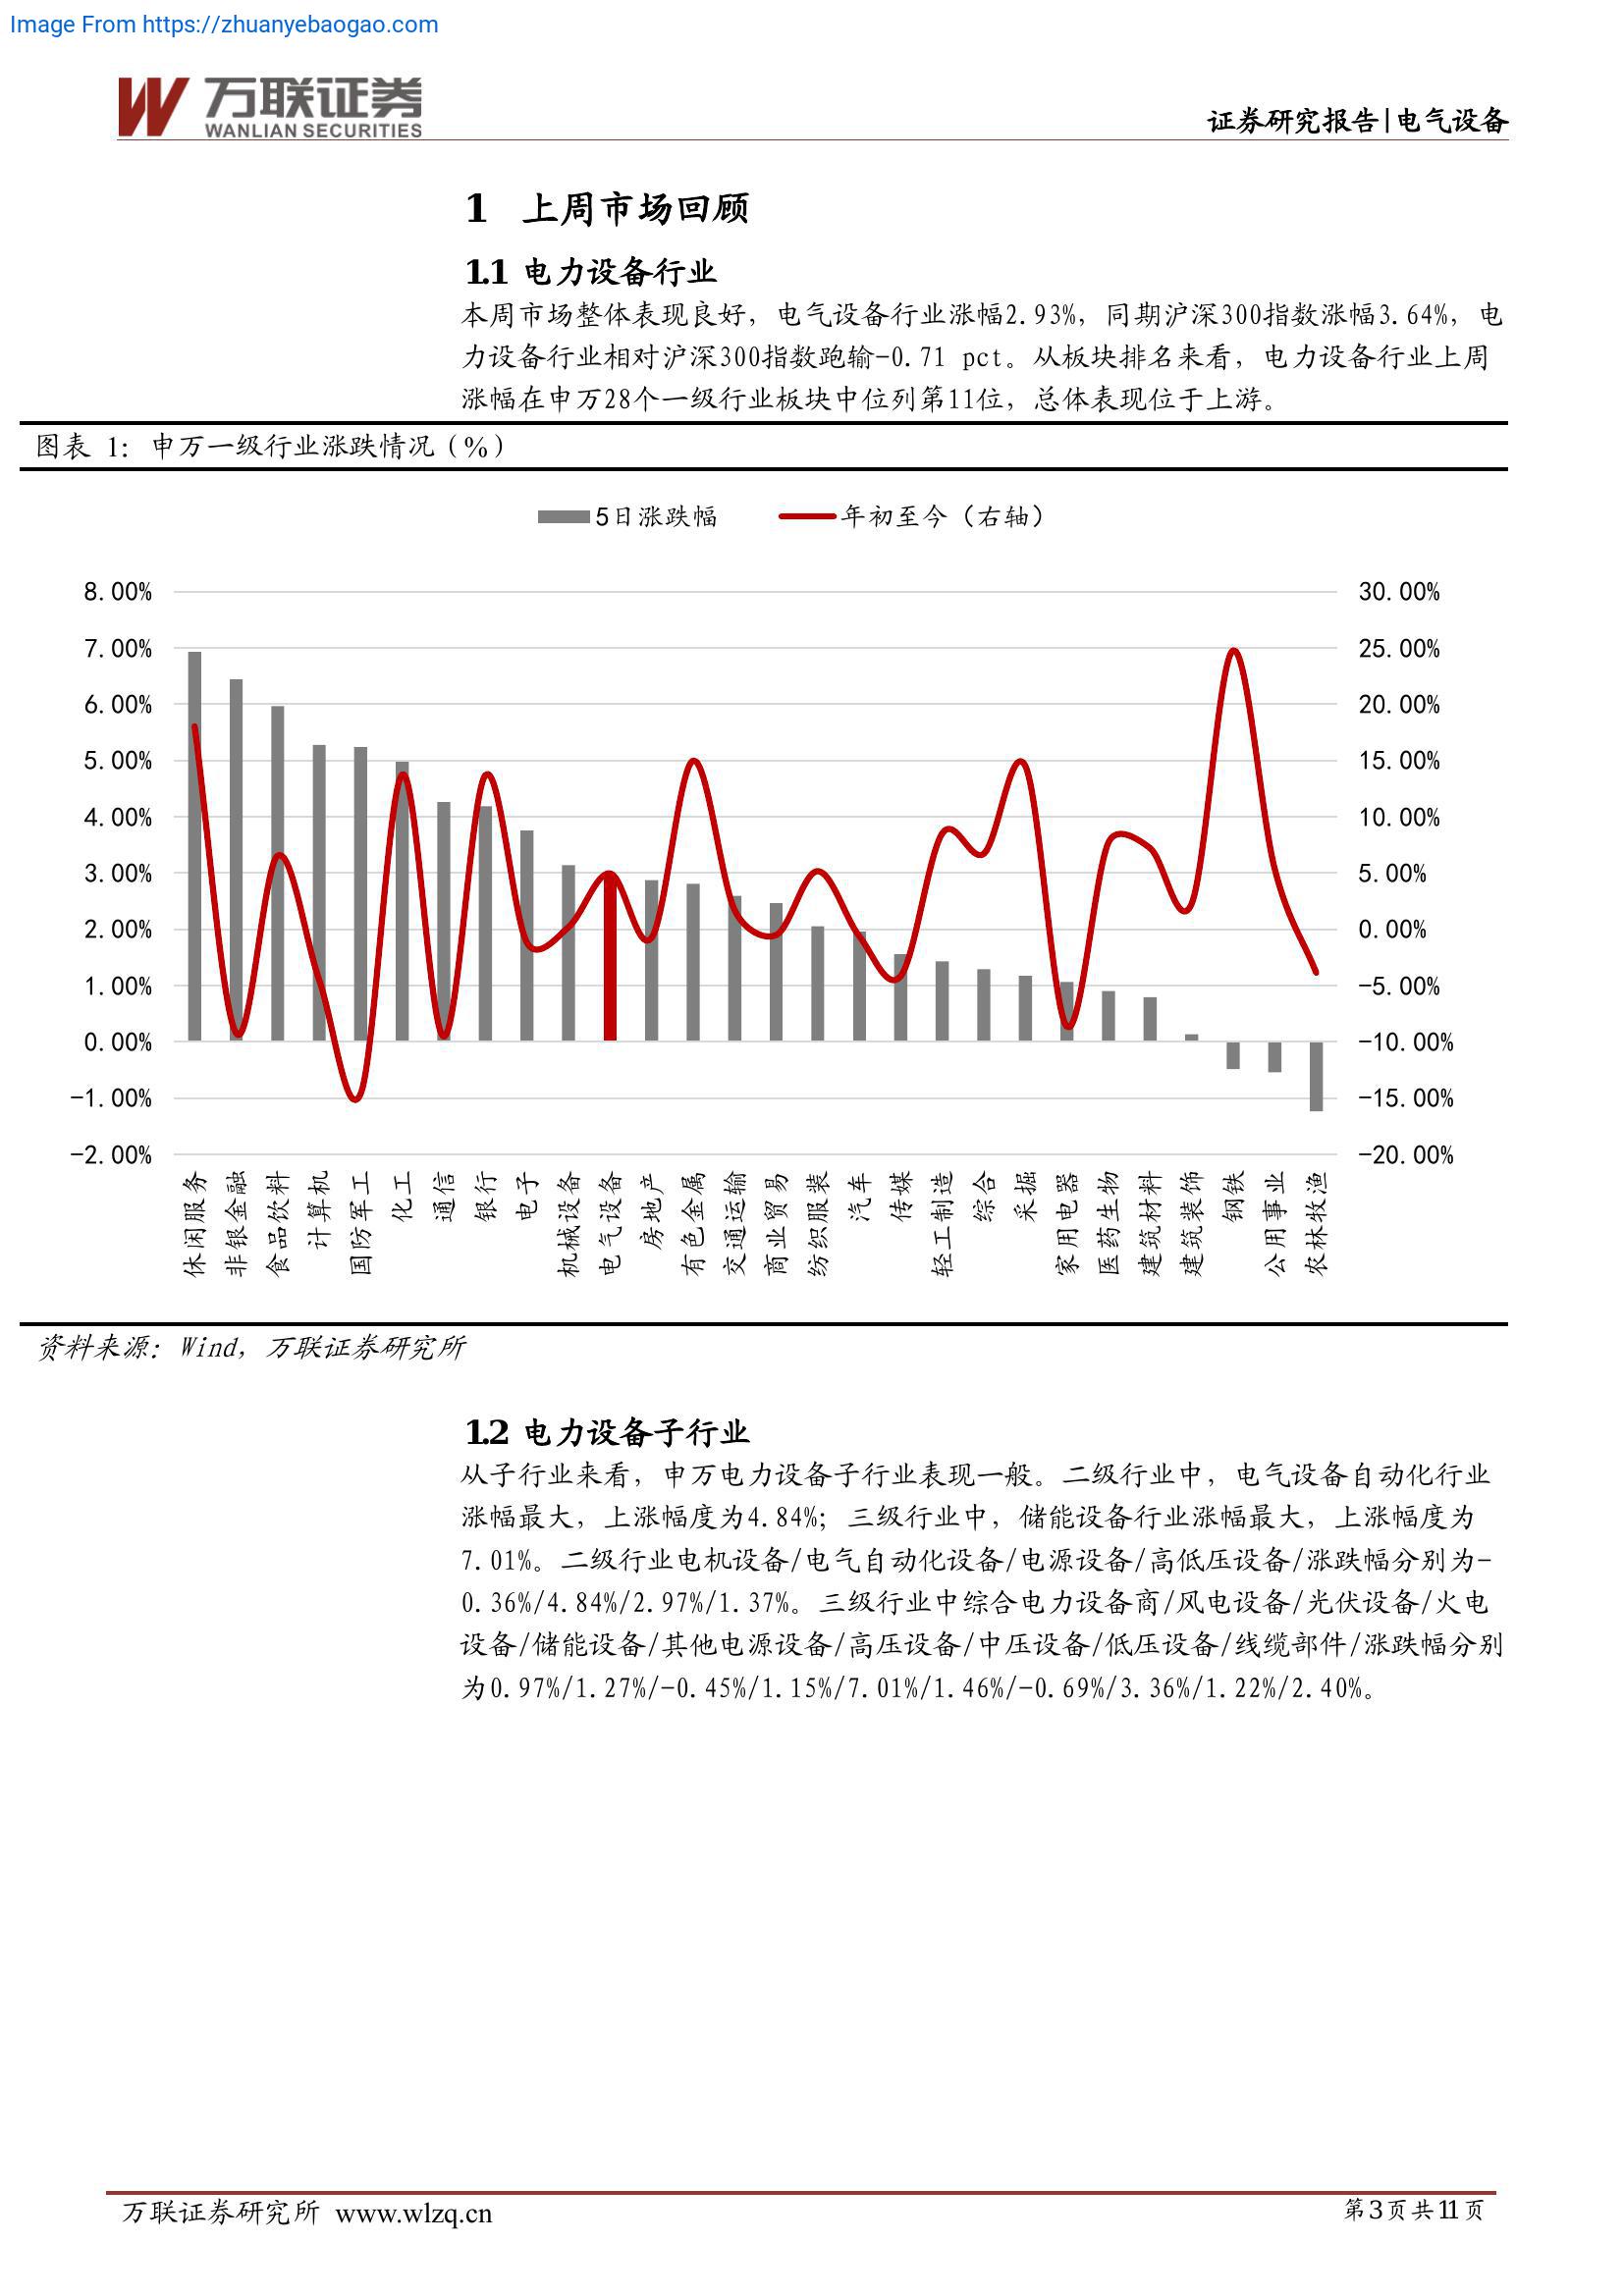 Image From https://zhuanyebaogao.com
万联证券
WANLIAN SECURITIES
证券研究报告|电气设备
1 上周市场回顾
1.1 电力设备行业
本周市场整体表现良好，电气设备行业涨幅2.93%，同期沪深300指数涨幅3.64%，电
力设备行业相对沪深300指数跑输-0.71 pct。从板块排名来看，电力设备行业上周
涨幅在申万28个一级行业板块中位列第11位，总体表现位于上游。
图表 1：申万一级行业涨跌情况（%）
5日涨跌幅
年初至今（右轴）
8.00%
7.00%
6.00%
5.00%
4.00%
3.00%
2.00%
1.00%
0.00%
-1.00%
-2.00%
30.00%
25.00%
20.00%
15.00%
10.00%
5.00%
0.00%
-5.00%
-10.00%
-15.00%
-20.00%
休闲服务
非银金融
食品饮料
计算机
国防军工
化工
通信
银行
电子
机械设备
电气设备
房地产
有色金属
交通运输
商业贸易
纺织服装
汽车
传媒
轻工制造
综合
采掘
家用电器
医药生物
建筑材料
建筑装饰
钢铁
公用事业
农林牧渔
资料来源：Wind，万联证券研究所
1.2 电力设备子行业
从子行业来看，申万电力设备子行业表现一般。二级行业中，电气设备自动化行业
涨幅最大，上涨幅度为4.84%；三级行业中，储能设备行业涨幅最大，上涨幅度为
7.01%。二级行业电机设备/电气自动化设备/电源设备/高低压设备/涨跌幅分别为-
0.36%/4.84%/2.97%/1.37%。三级行业中综合电力设备商/风电设备/光伏设备/火电
设备/储能设备/其他电源设备/高压设备/中压设备/低压设备/线缆部件/涨跌幅分别
为0.97%/1.27%/-0.45%/1.15%/7.01%/1.46%/-0.69%/3.36%/1.22%/2.40%。
万联证券研究所 www.wlzq.cn
第3页共11页